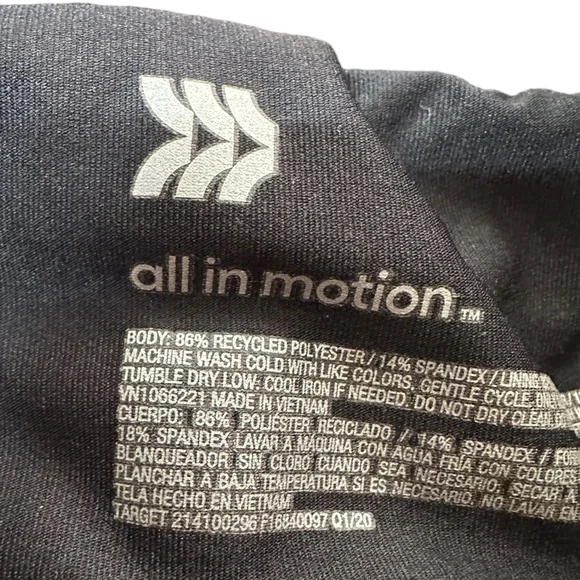 all in motion™
BODY: 86% RECYCLED POLYESTER / 14% SPANDEX / LINING:
MACHINE WASH COLD WITH LIKE COLORS, GENTLE CYCLE.
TUMBLE DRY LOW. COOL IRON IF NEEDED. DO NOT DRY CLEAN.
VN1066221 MADE IN VIETNAM
CUERPO: 86% POLIÉSTER RECICLADO / 14% SPANDEX /
18% SPANDEX LAVAR A MÁQUINA CON AGUA FRÍA CON COLORES
BLANQUEADOR SIN CLORO CUANDO SEA NECESARIO. SECAR A
PLANCHAR A BAJA TEMPERATURA SI ES NECESARIO. NO LAVAR EN
TELA HECHO EN VIETNAM
TARGET 214100296 F16840097 Q1/20